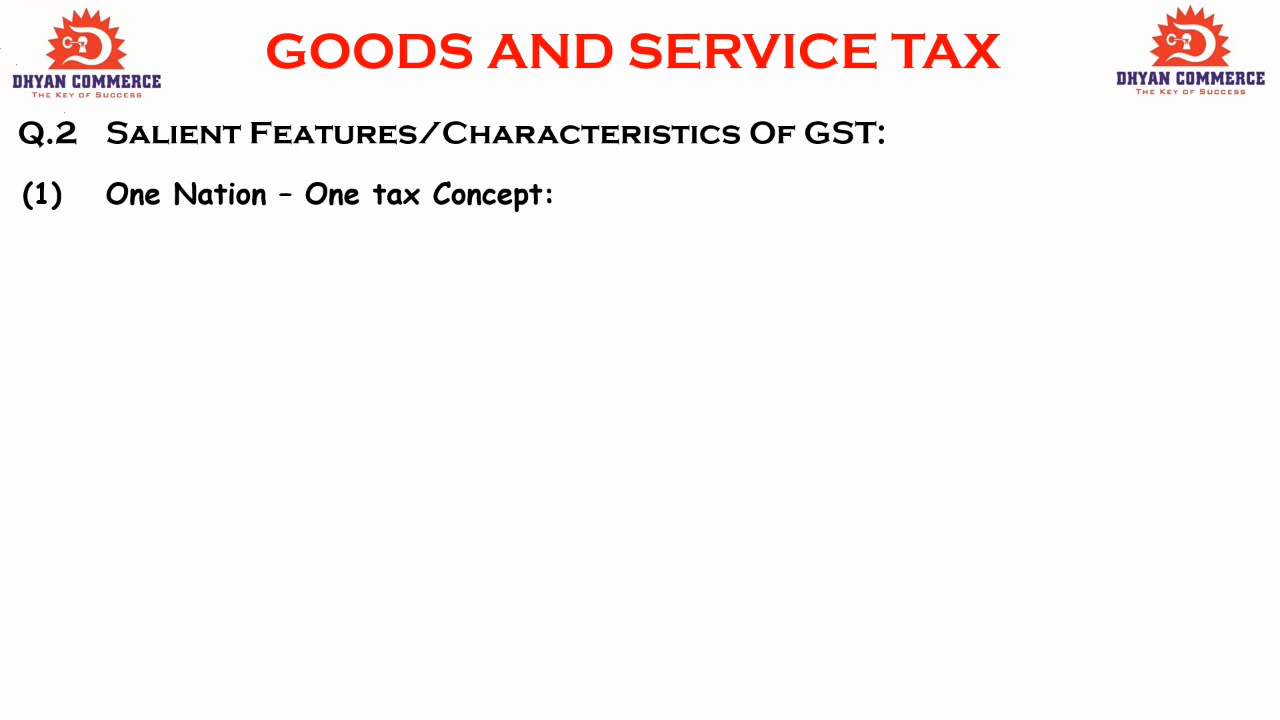 GOODS AND SERVICE TAX
DHYAN COMMERCE
The Key of Success
DHYAN COMMERCE
The Key of Success
Q.2 Salient Features/Characteristics Of GST:
(1) One Nation – One tax Concept: